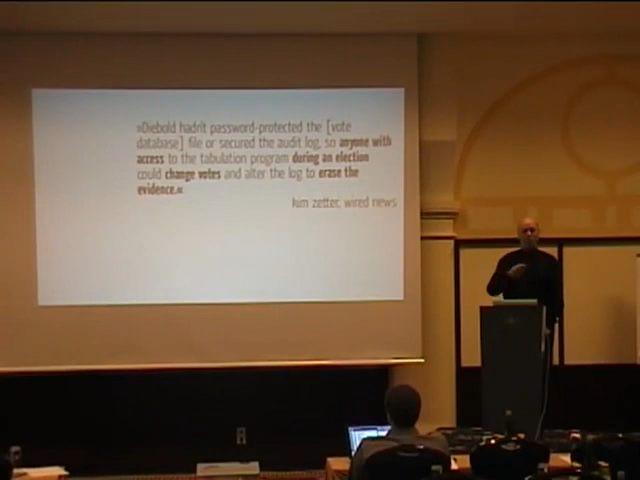 »Diebold hadn't password-protected the [vote
database] file or secured the audit log, so anyone with
access to the tabulation program during an election
could change votes and alter the log to erase the
evidence.«
kim zetter, wired news